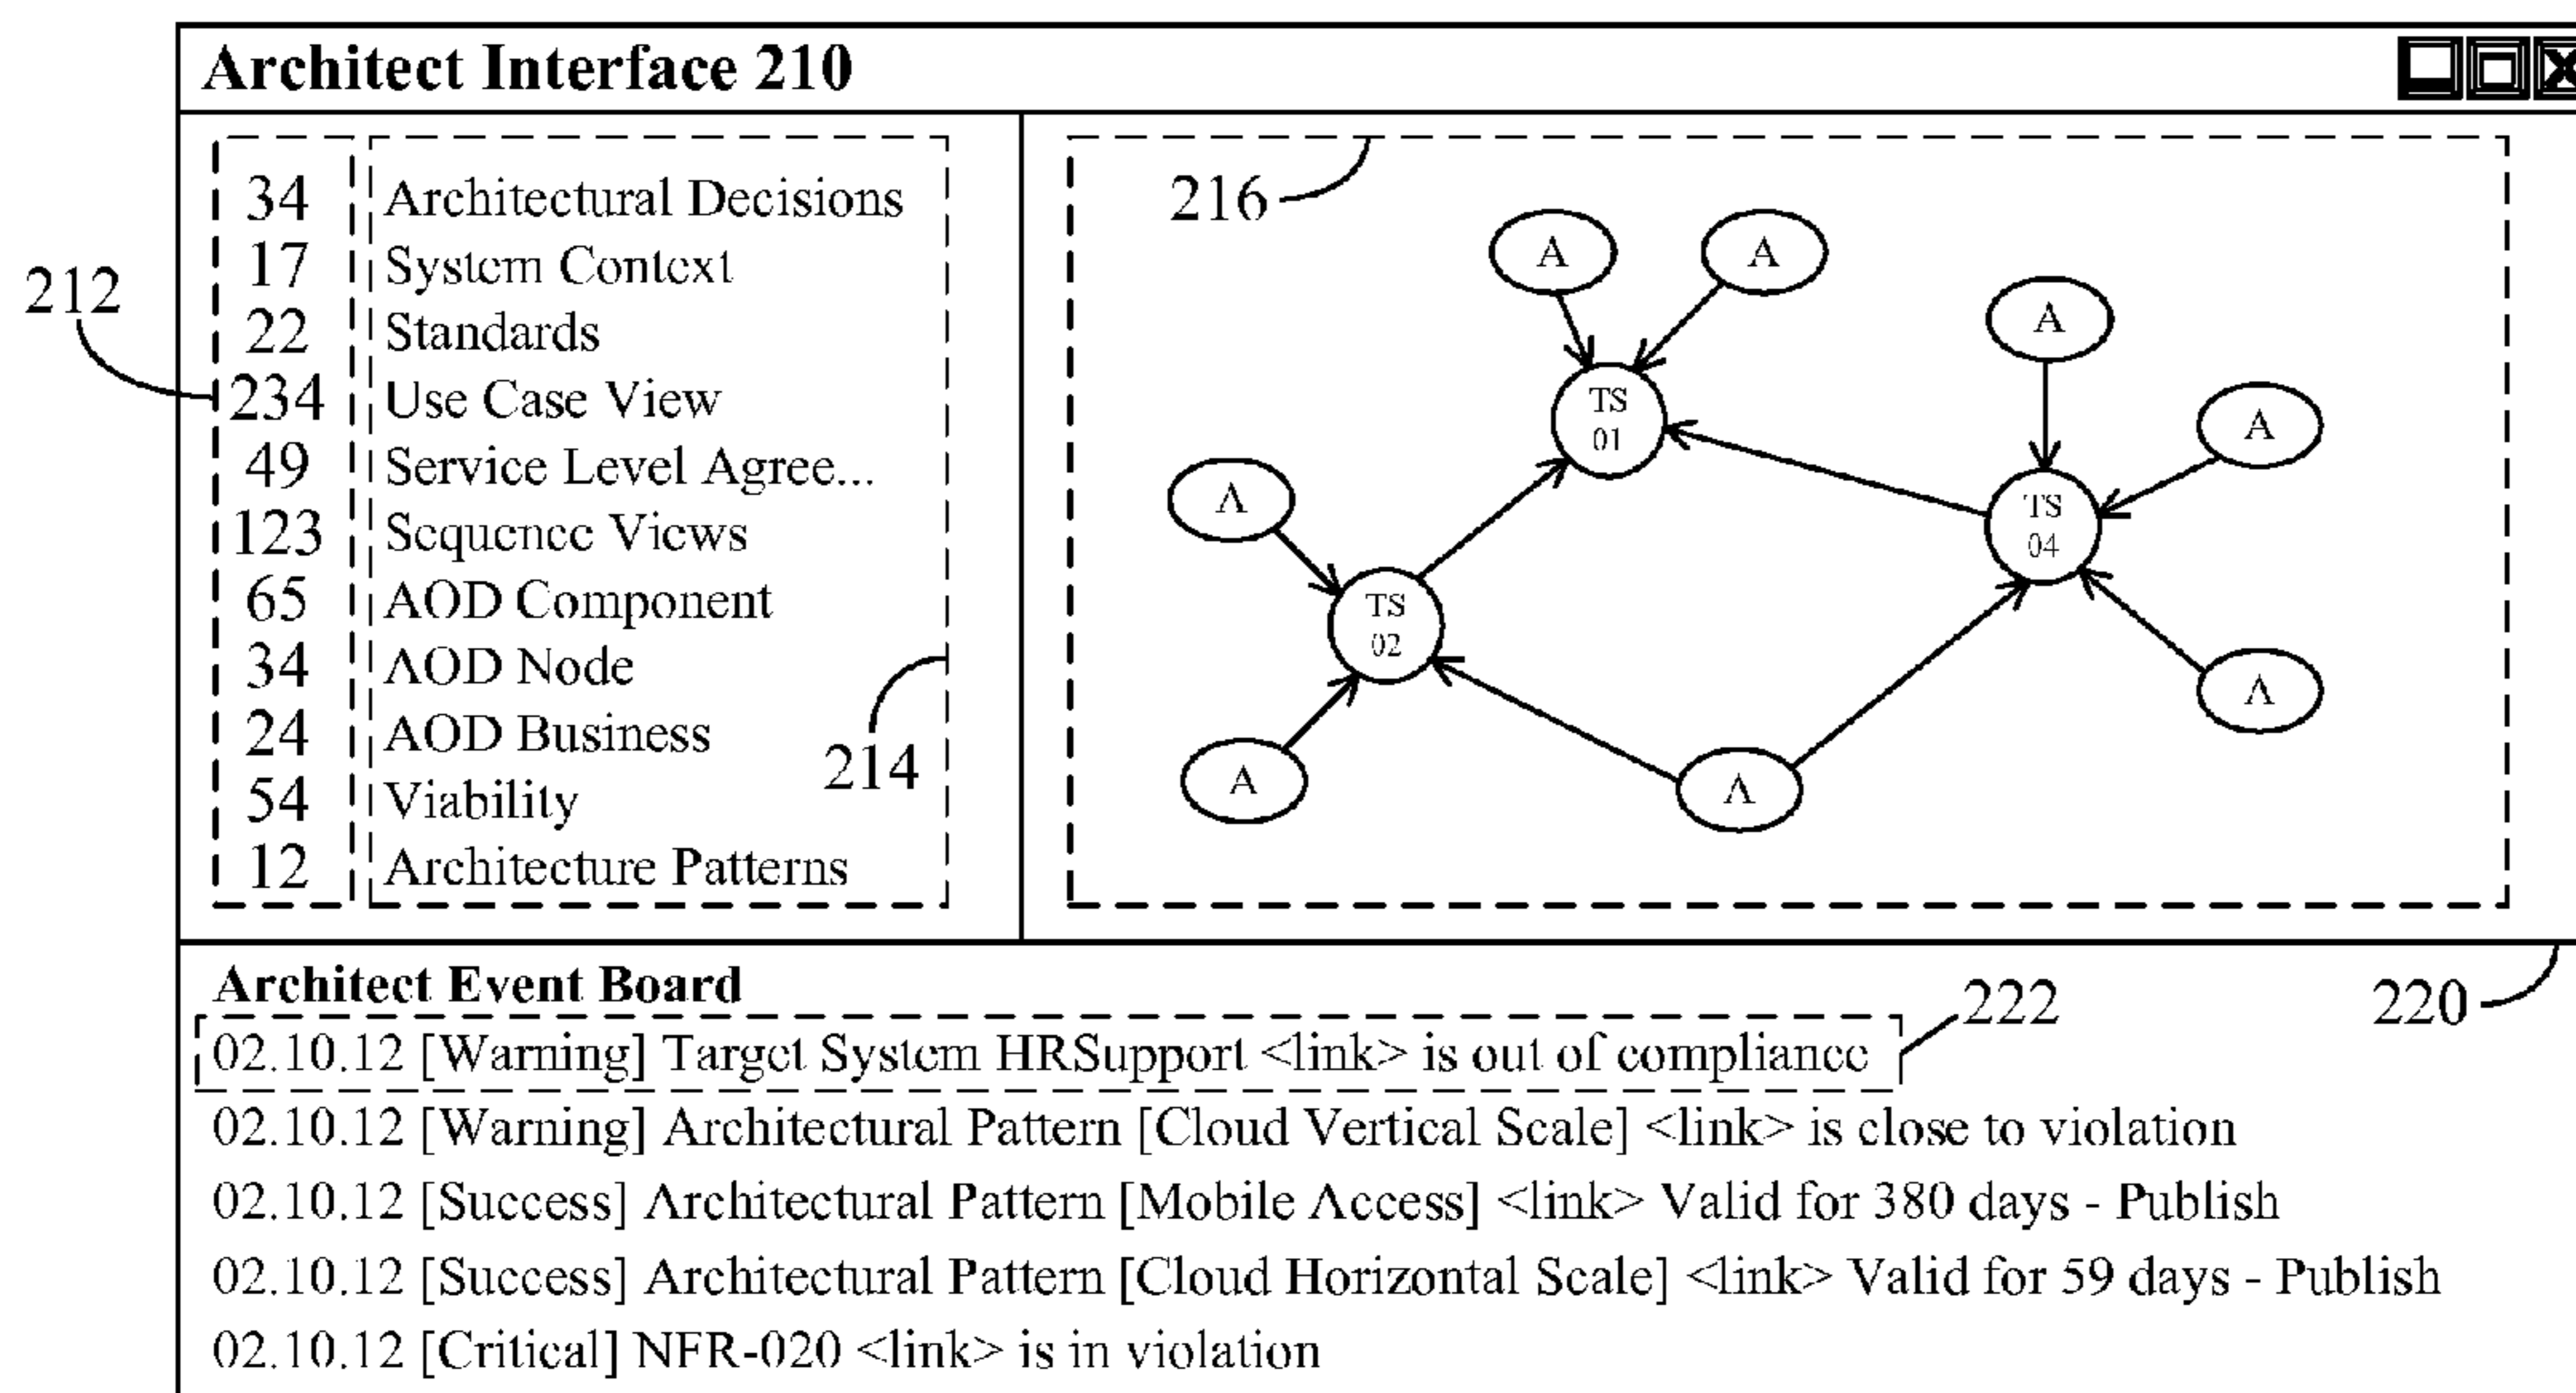 Architect Interface 210
212
34 Architectural Decisions
17 System Context
22 Standards
234 Use Case View
49 Service Level Agree...
123 Sequence Views
65 AOD Component
34 AOD Node
24 AOD Business
54 Viability
12 Architecture Patterns
214
216
A
A
A
A
TS
01
A
TS
04
TS
02
A
A
A
Architect Event Board
220
222
02.10.12 [Warning] Target System HRSupport <link> is out of compliance
02.10.12 [Warning] Architectural Pattern [Cloud Vertical Scale] <link> is close to violation
02.10.12 [Success] Architectural Pattern [Mobile Access] <link> Valid for 380 days - Publish
02.10.12 [Success] Architectural Pattern [Cloud Horizontal Scale] <link> Valid for 59 days - Publish
02.10.12 [Critical] NFR-020 <link> is in violation